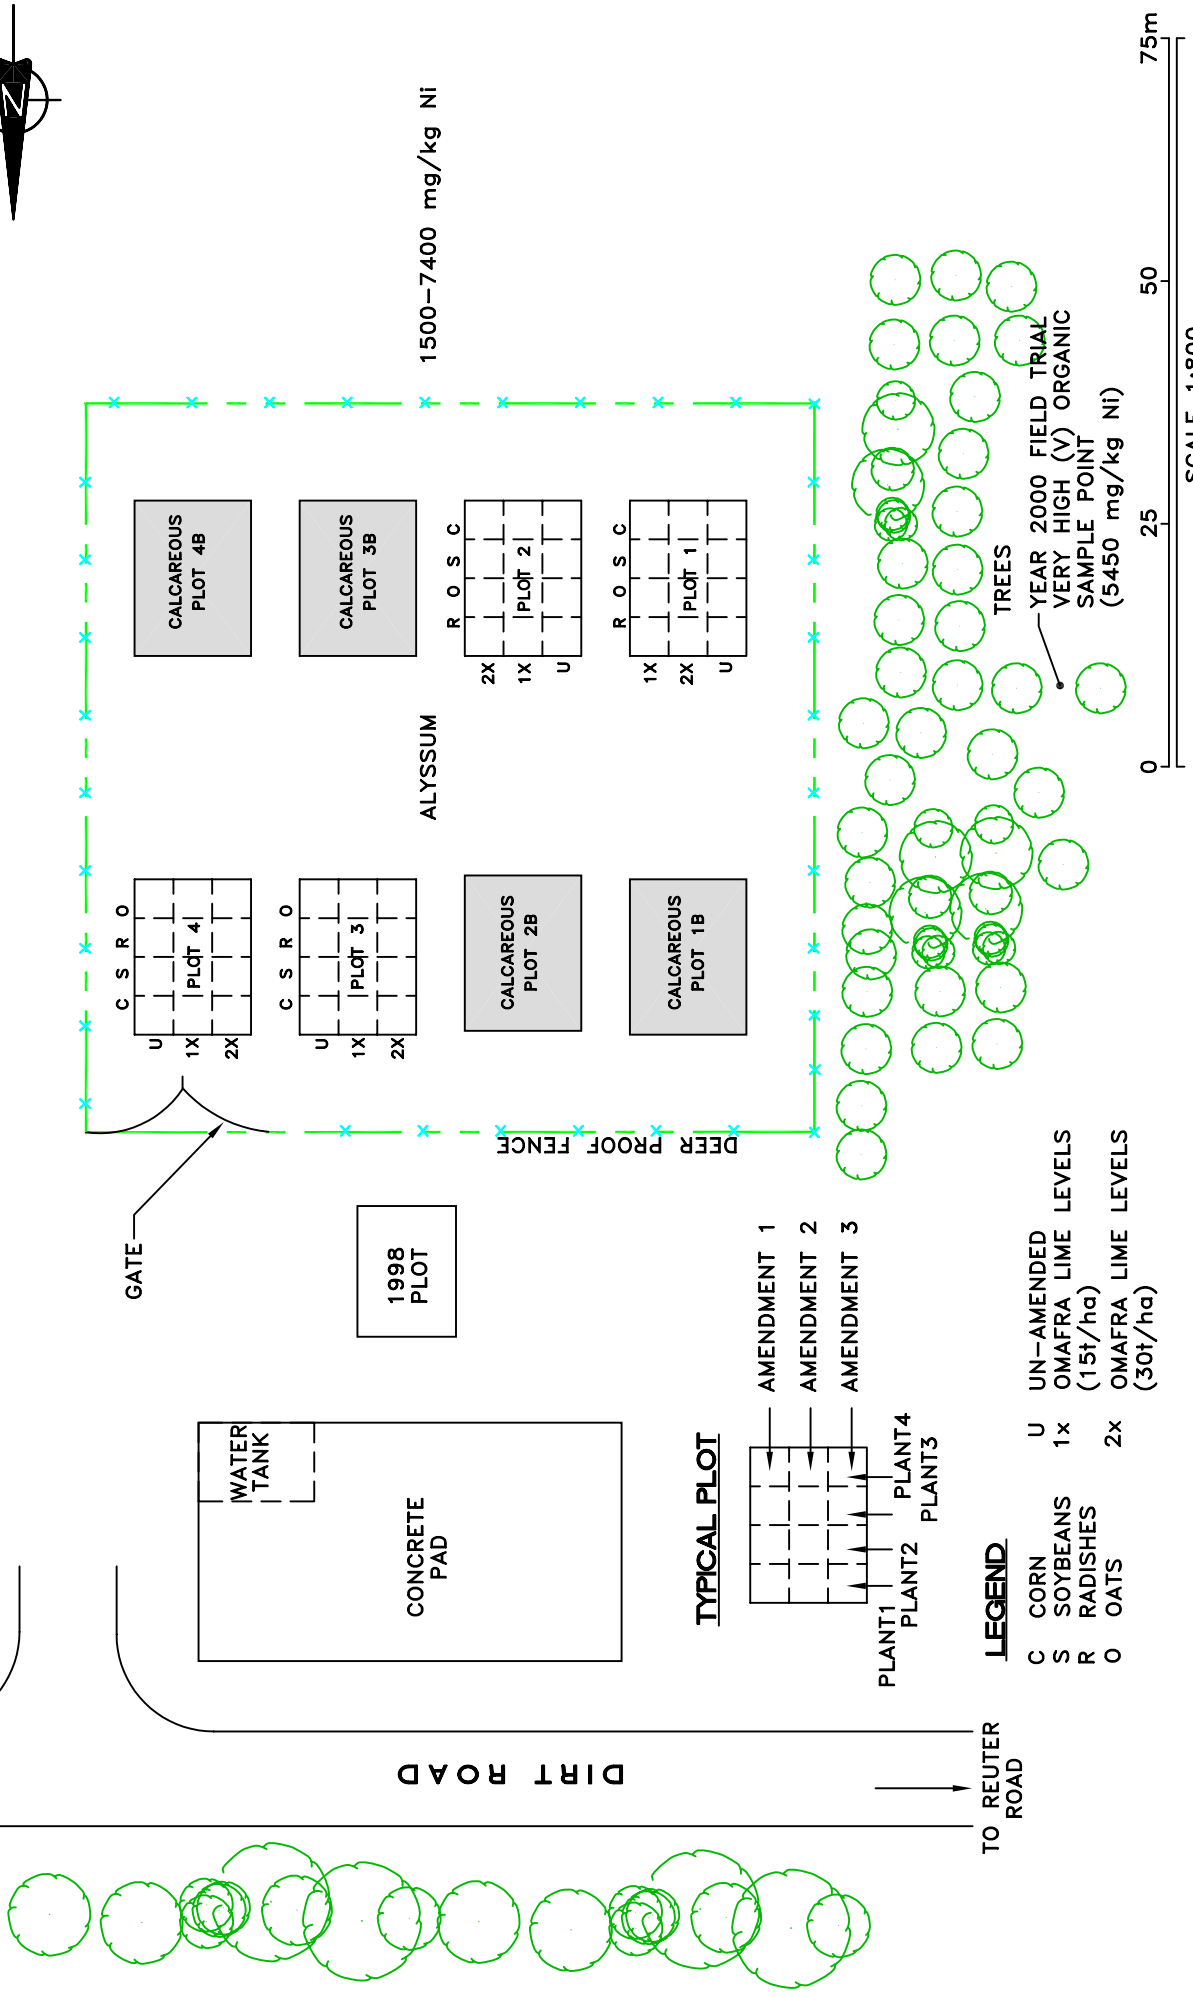 N
1500-7400 mg/kg Ni
CALCAREOUS
PLOT 4B
CALCAREOUS
PLOT 3B
R O S C
2X
1X
U
PLOT 2
R O S C
1X
2X
U
PLOT 1
ALYSSUM
C S R O
U
1X
2X
PLOT 4
C S R O
U
1X
2X
PLOT 3
CALCAREOUS
PLOT 2B
CALCAREOUS
PLOT 1B
GATE
DEER PROOF FENCE
1998
PLOT
WATER
TANK
CONCRETE
PAD
DIRT ROAD
TO REUTER
ROAD
TREES
YEAR 2000 FIELD TRIAL
VERY HIGH (V) ORGANIC
SAMPLE POINT
(5450 mg/kg Ni)
TYPICAL PLOT
AMENDMENT 1
AMENDMENT 2
AMENDMENT 3
PLANT1
PLANT2
PLANT3
PLANT4
LEGEND
C CORN
S SOYBEANS
R RADISHES
O OATS
U UN-AMENDED
1x OMAFRA LIME LEVELS
(15t/ha)
2x OMAFRA LIME LEVELS
(30t/ha)
0 25 50 75m
SCALE 1:800